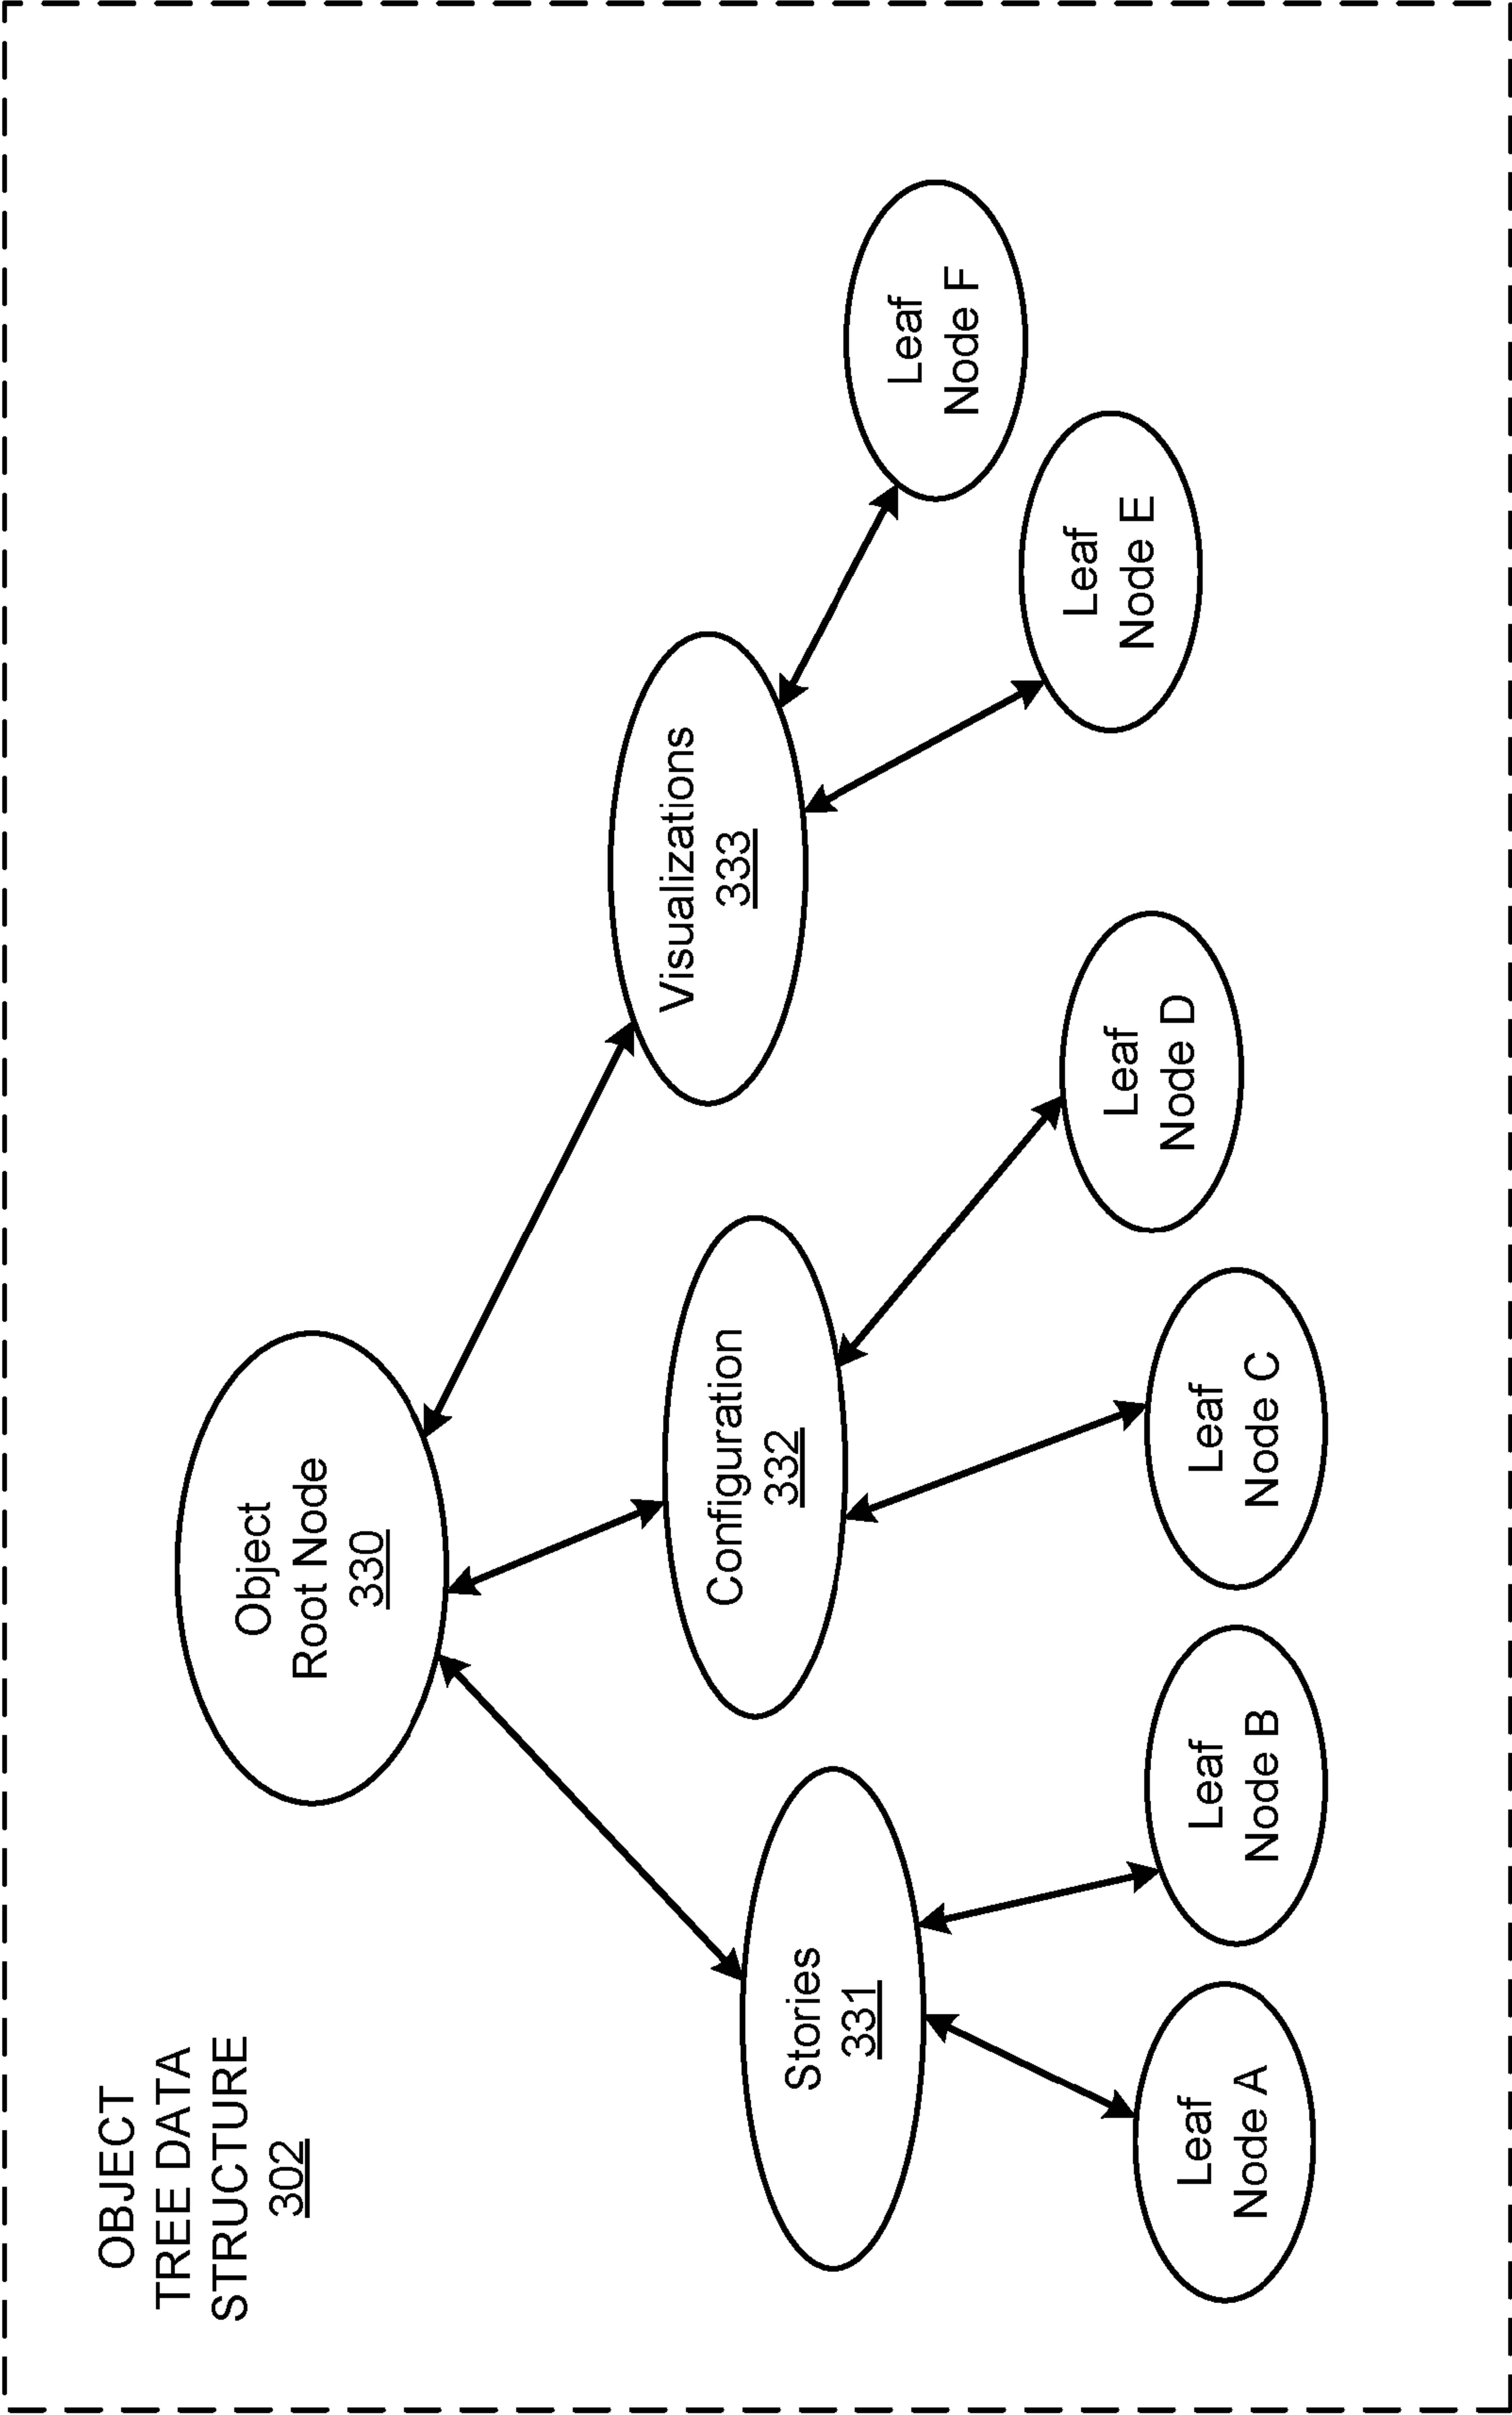 OBJECT
TREE DATA
STRUCTURE
302
Object
Root Node
330
Stories
331
Configuration
332
Visualizations
333
Leaf
Node A
Leaf
Node B
Leaf
Node C
Leaf
Node D
Leaf
Node E
Leaf
Node F